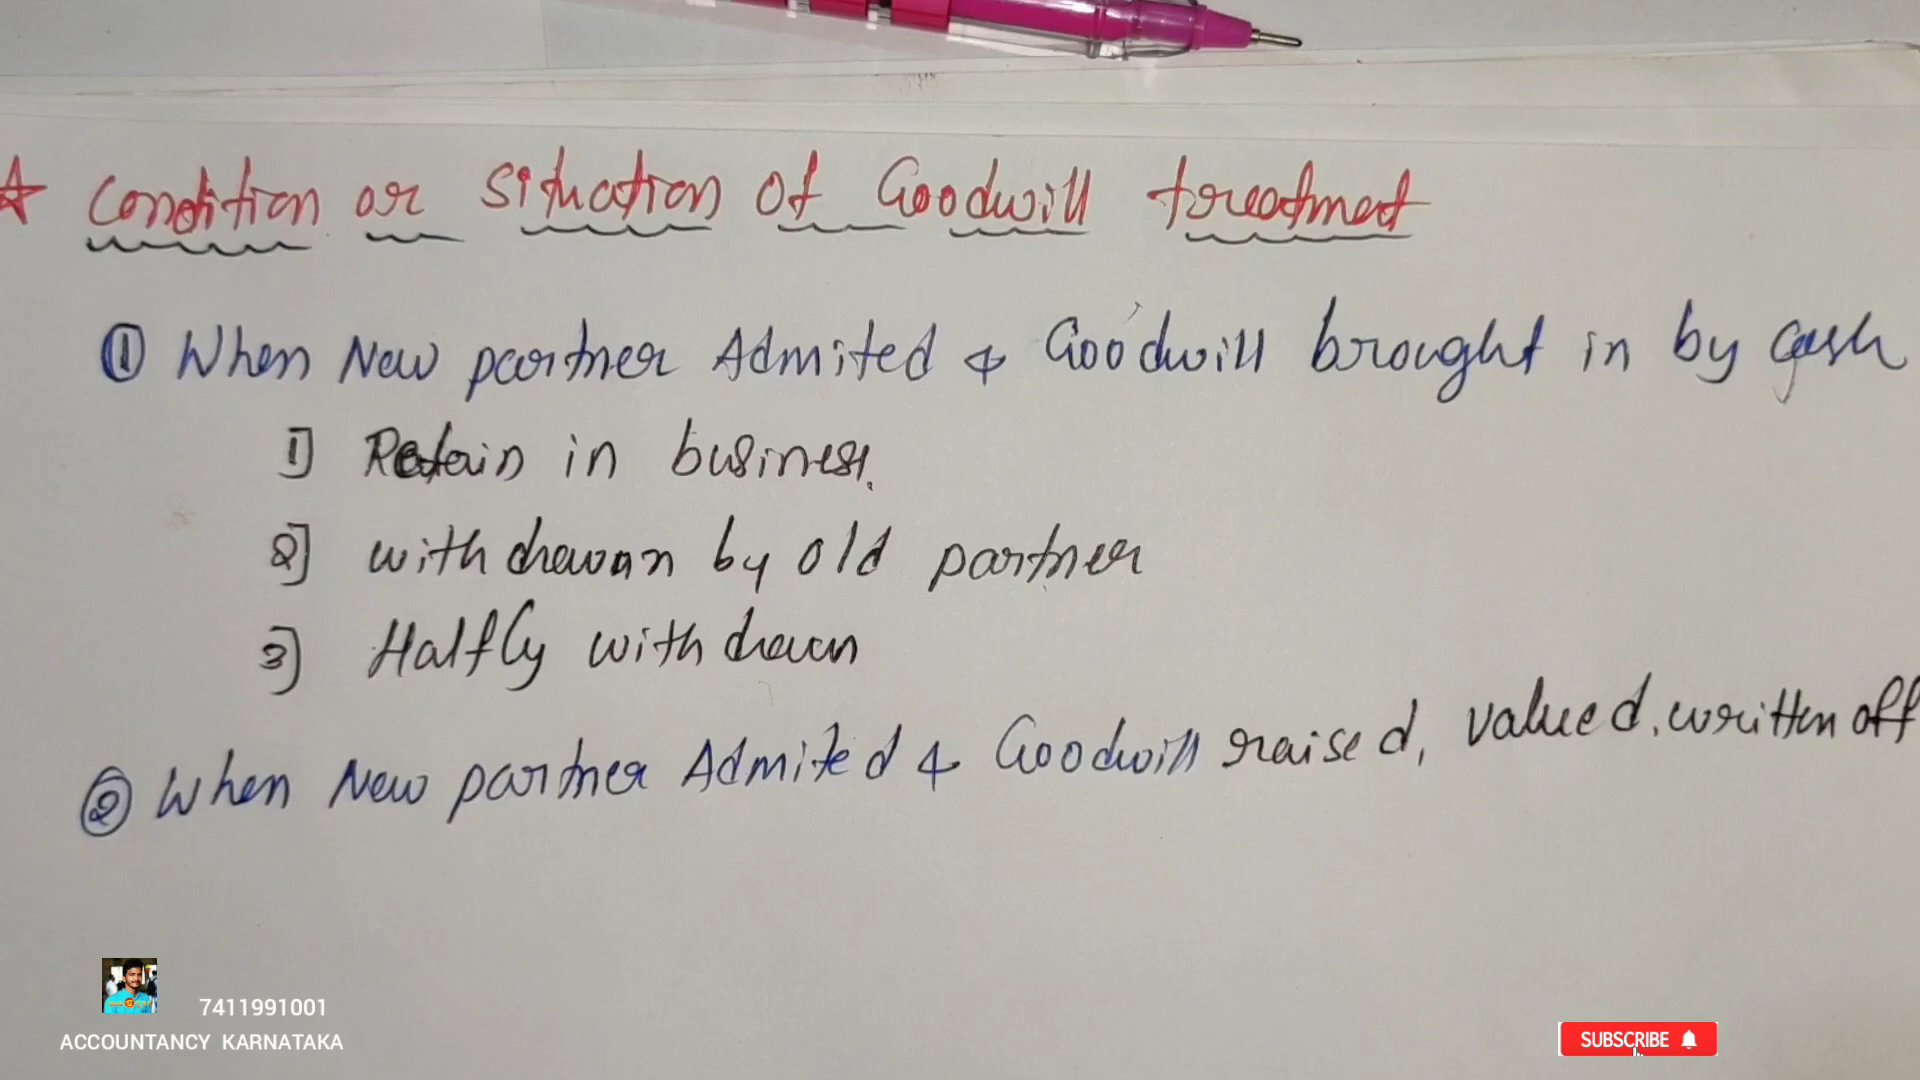 ☆ Condition or situation of Goodwill treatment
① When New partner Admited & Goodwill brought in by cash
1] Retain in business.
2] withdrawan by old partner
3] Halfly withdrawn
② When New partner Admited & Goodwill raised, valued, written off
7411991001
ACCOUNTANCY KARNATAKA
SUBSCRIBE